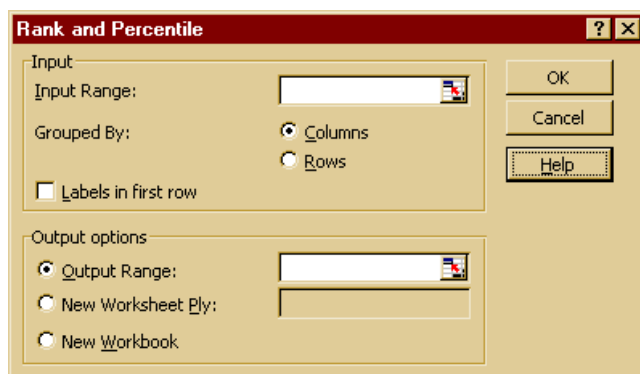 Rank and Percentile
Input
Input Range:
OK
Grouped By:
Columns
Cancel
Rows
Help
Labels in first row
Output options
Output Range:
New Worksheet Ply:
New Workbook